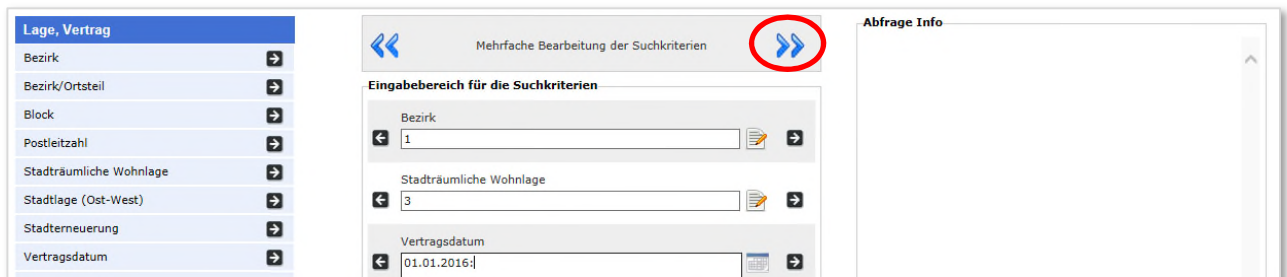 Lage, Vertrag
Bezirk
Bezirk/Ortsteil
Block
Postleitzahl
Stadträumliche Wohnlage
Stadtlage (Ost-West)
Stadterneuerung
Vertragsdatum
Mehrfache Bearbeitung der Suchkriterien
Eingabebereich für die Suchkriterien
Bezirk
1
Stadträumliche Wohnlage
3
Vertragsdatum
01.01.2016:
Abfrage Info